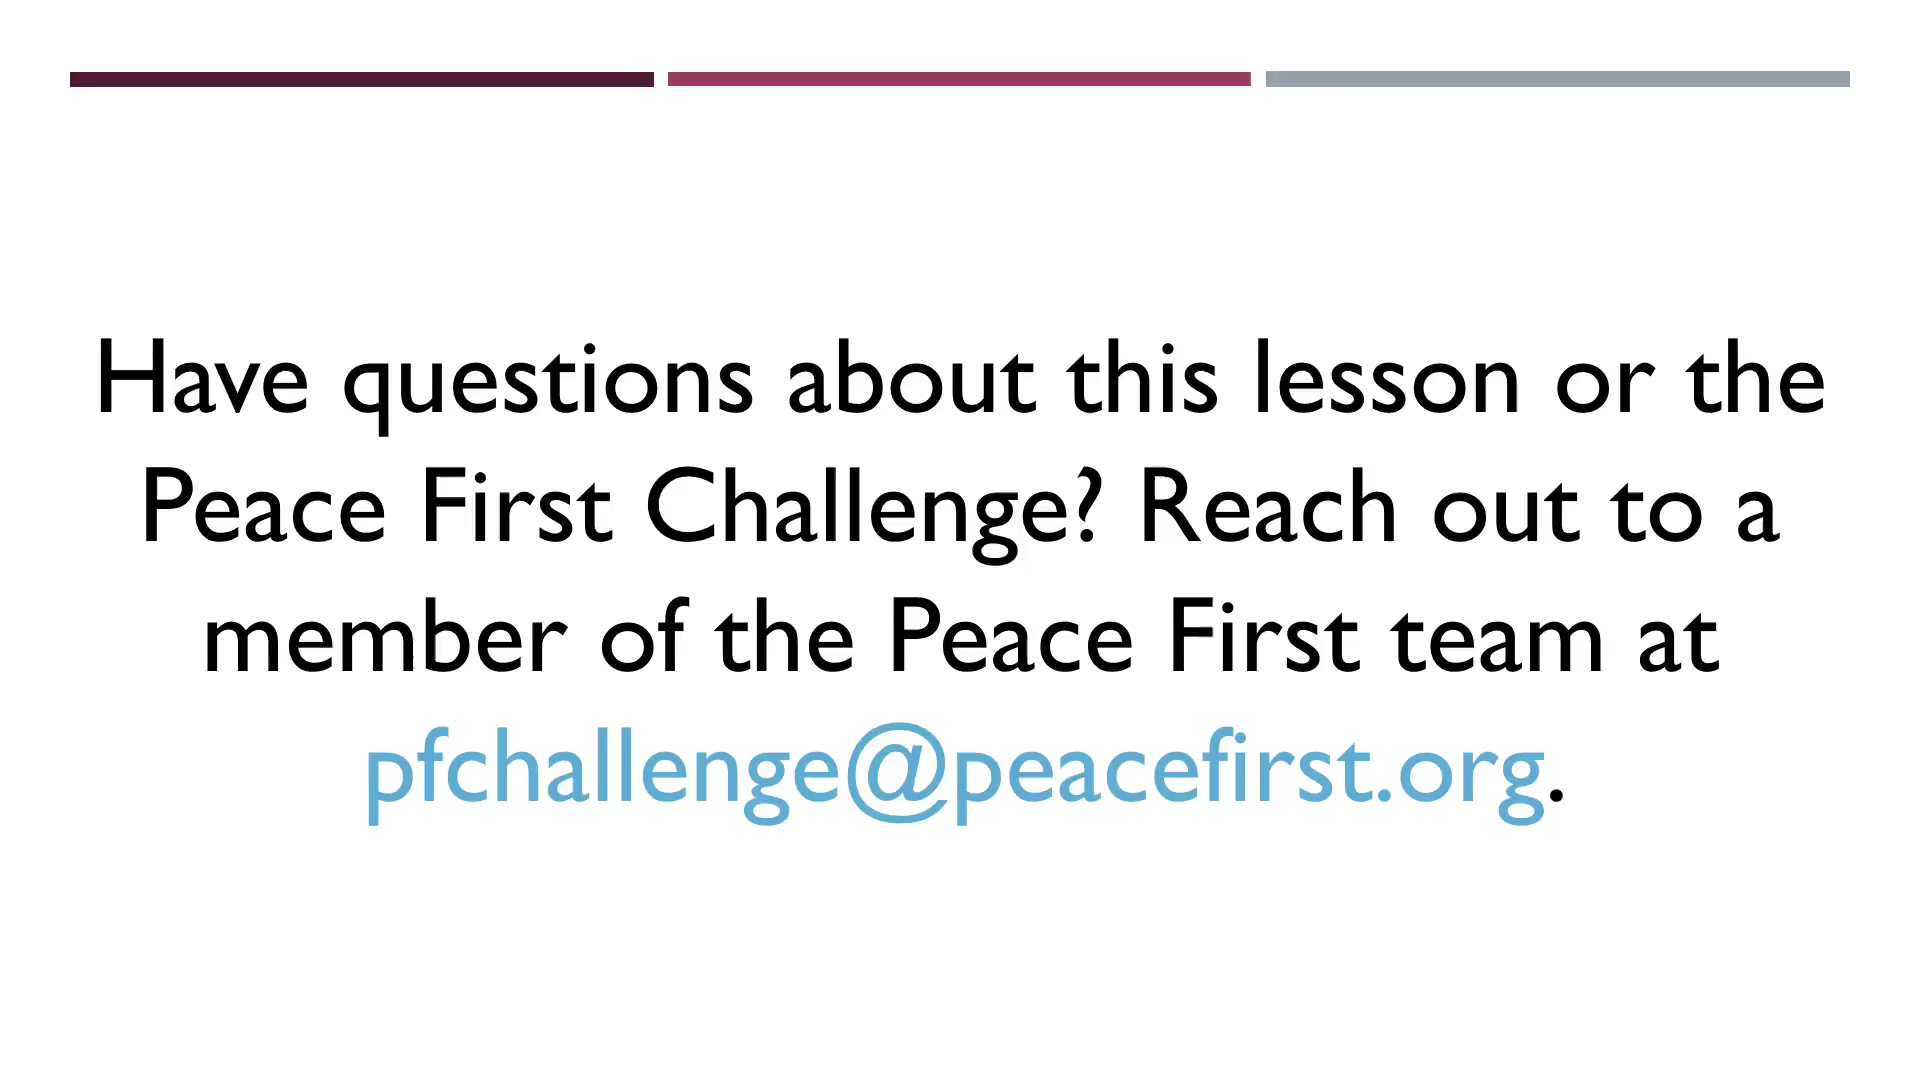 Have questions about this lesson or the
Peace First Challenge? Reach out to a
member of the Peace First team at
pfchallenge@peacefirst.org.